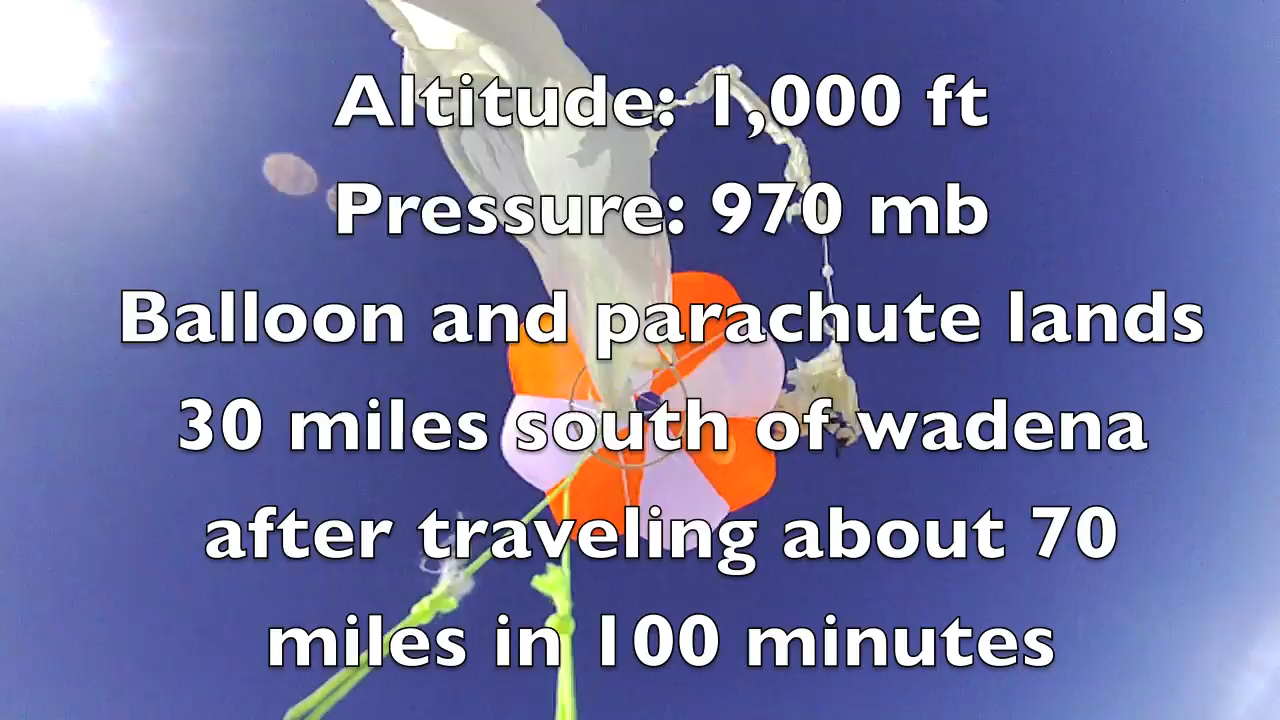 Altitude: 1,000 ft
Pressure: 970 mb
Balloon and parachute lands
30 miles south of wadena
after traveling about 70
miles in 100 minutes